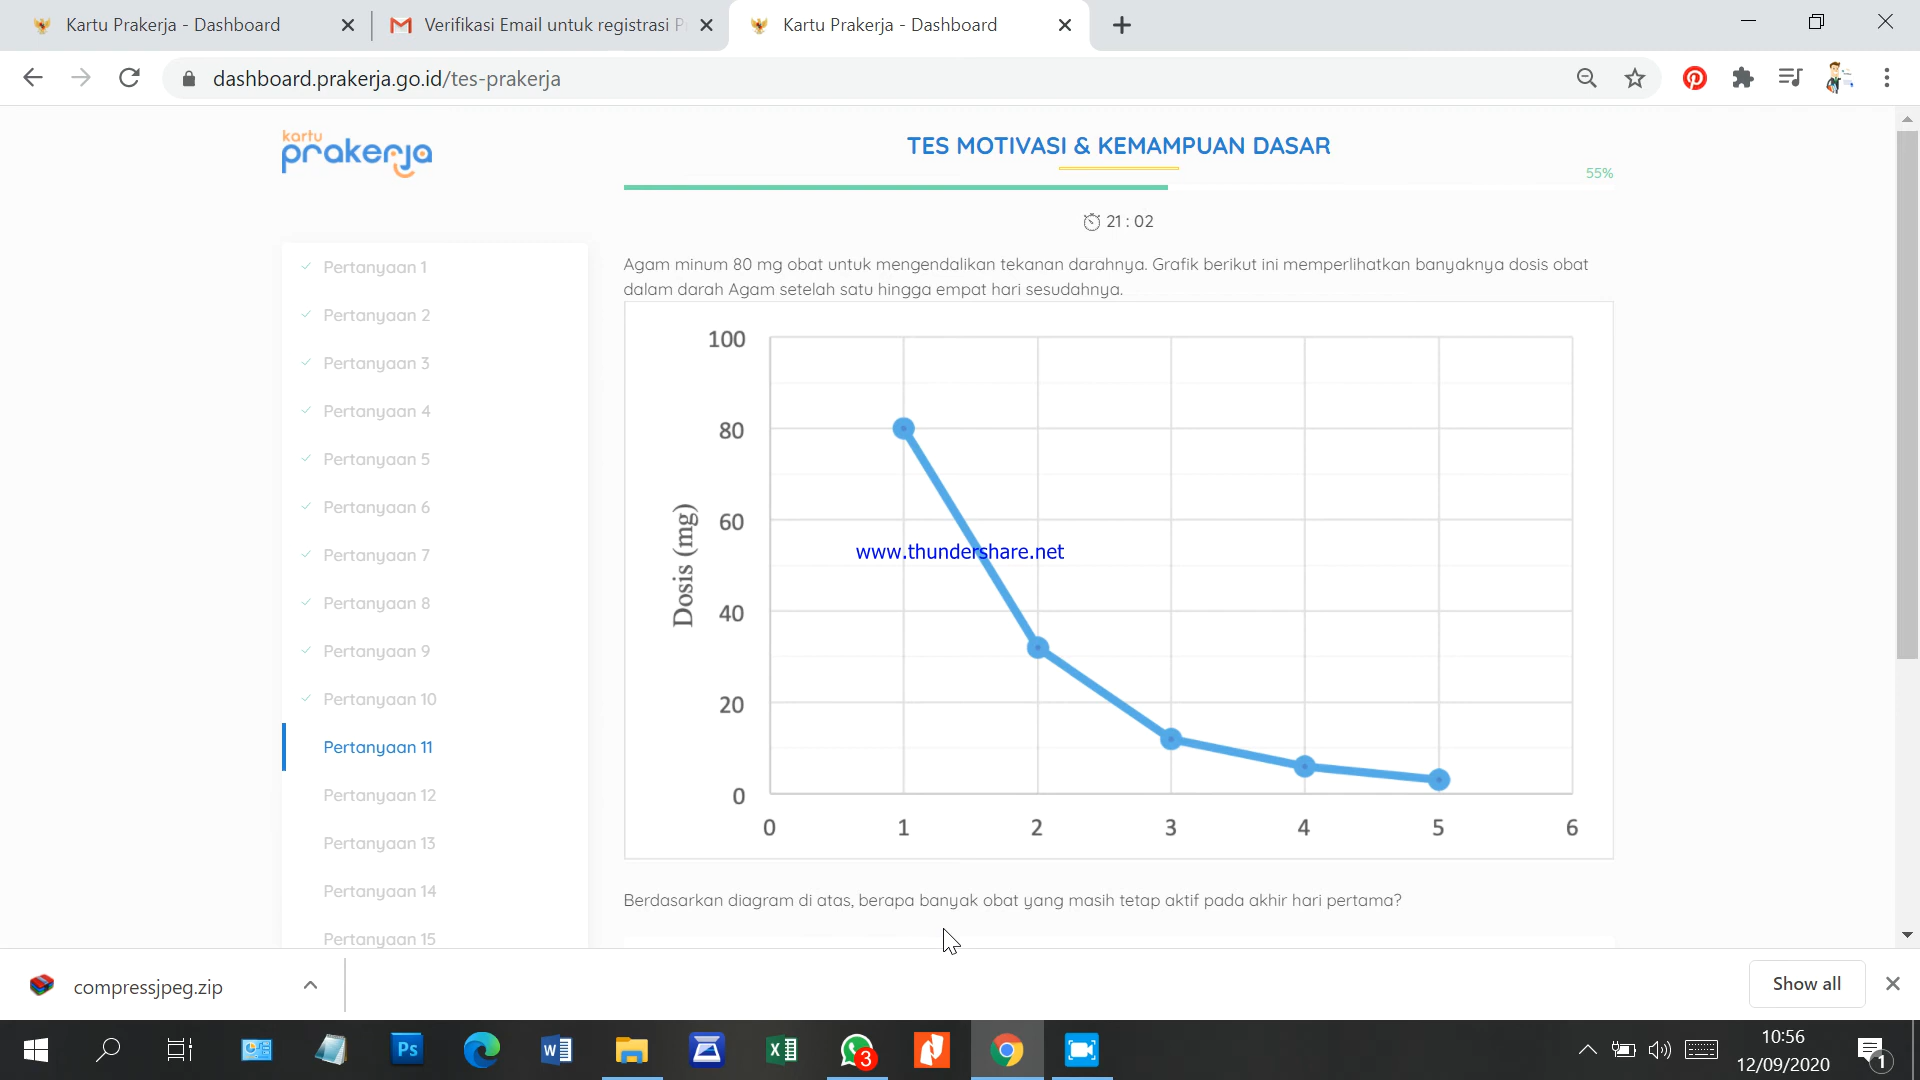 Kartu Prakerja - Dashboard
Verifikasi Email untuk registrasi
Kartu Prakerja - Dashboard
dashboard.prakerja.go.id/tes-prakerja
kartu
prakerja
TES MOTIVASI & KEMAMPUAN DASAR
55%
21 : 02
Pertanyaan 1
Pertanyaan 2
Pertanyaan 3
Pertanyaan 4
Pertanyaan 5
Pertanyaan 6
Pertanyaan 7
Pertanyaan 8
Pertanyaan 9
Pertanyaan 10
Pertanyaan 11
Pertanyaan 12
Pertanyaan 13
Pertanyaan 14
Pertanyaan 15
Agam minum 80 mg obat untuk mengendalikan tekanan darahnya. Grafik berikut ini memperlihatkan banyaknya dosis obat
dalam darah Agam setelah satu hingga empat hari sesudahnya.
100
80
60
40
20
0
Dosis (mg)
www.thundershare.net
0 1 2 3 4 5 6
Berdasarkan diagram di atas, berapa banyak obat yang masih tetap aktif pada akhir hari pertama?
compressjpeg.zip
Show all
Ps
3
10:56
12/09/2020
1